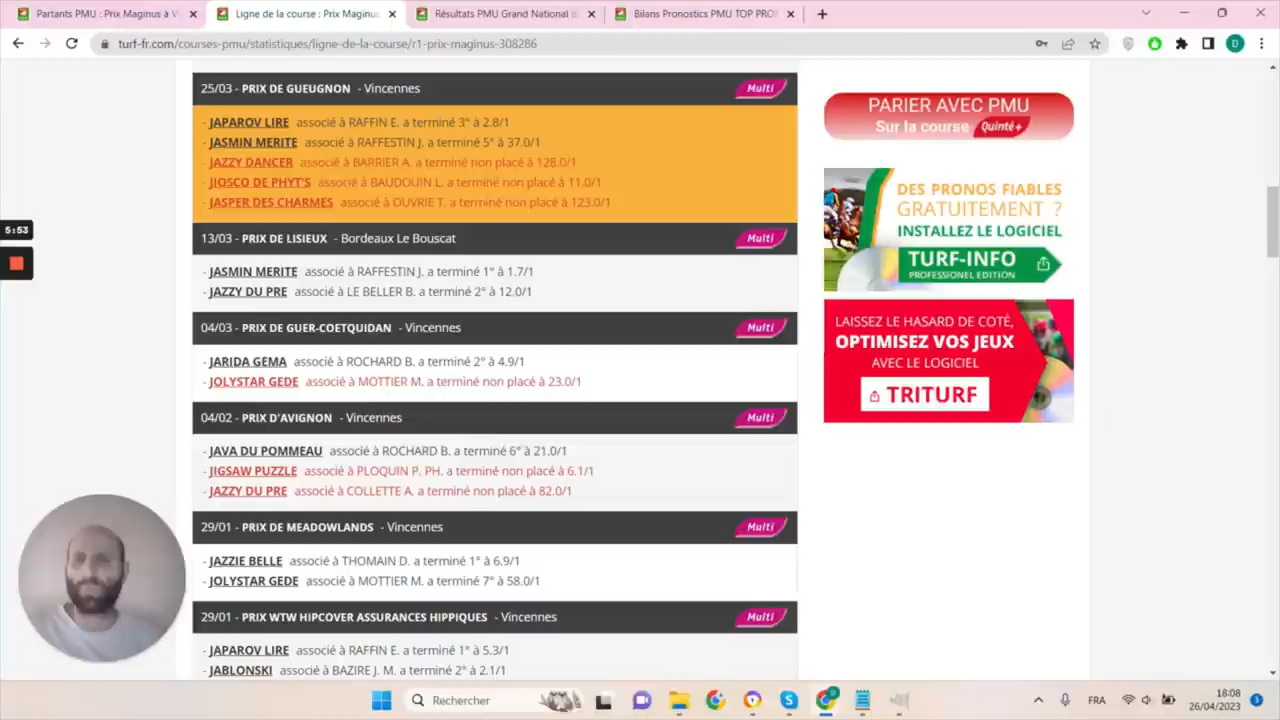 Partants PMU : Prix Maginus à V
Ligne de la course : Prix Maginus
Résultats PMU Grand National d
Bilans Pronostics PMU TOP PRO
turf-fr.com/courses-pmu/statistiques/ligne-de-la-course/r1-prix-maginus-308286
D
25/03 - PRIX DE GUEUGNON - Vincennes
Multi
- JAPAROV LIRE associé à RAFFIN E. a terminé 3° à 2.8/1
- JASMIN MERITE associé à RAFFESTIN J. a terminé 5° à 37.0/1
- JAZZY DANCER associé à BARRIER A. a terminé non placé à 128.0/1
- JIOSCO DE PHYT'S associé à BAUDOUIN L. a terminé non placé à 11.0/1
- JASPER DES CHARMES associé à OUVRIE T. a terminé non placé à 123.0/1
13/03 - PRIX DE LISIEUX - Bordeaux Le Bouscat
Multi
- JASMIN MERITE associé à RAFFESTIN J. a terminé 1° à 1.7/1
- JAZZY DU PRE associé à LE BELLER B. a terminé 2° à 12.0/1
04/03 - PRIX DE GUER-COETQUIDAN - Vincennes
Multi
- JARIDA GEMA associé à ROCHARD B. a terminé 2° à 4.9/1
- JOLYSTAR GEDE associé à MOTTIER M. a terminé non placé à 23.0/1
04/02 - PRIX D'AVIGNON - Vincennes
Multi
- JAVA DU POMMEAU associé à ROCHARD B. a terminé 6° à 21.0/1
- JIGSAW PUZZLE associé à PLOQUIN P. PH. a terminé non placé à 6.1/1
- JAZZY DU PRE associé à COLLETTE A. a terminé non placé à 82.0/1
29/01 - PRIX DE MEADOWLANDS - Vincennes
Multi
- JAZZIE BELLE associé à THOMAIN D. a terminé 1° à 6.9/1
- JOLYSTAR GEDE associé à MOTTIER M. a terminé 7° à 58.0/1
29/01 - PRIX WTW HIPCOVER ASSURANCES HIPPIQUES - Vincennes
Multi
- JAPAROV LIRE associé à RAFFIN E. a terminé 1° à 5.3/1
- JABLONSKI associé à BAZIRE J. M. a terminé 2° à 2.1/1
PARIER AVEC PMU
Sur la course Quinté+
DES PRONOS FIABLES
GRATUITEMENT ?
INSTALLEZ LE LOGICIEL
TURF-INFO
PROFESSIONEL EDITION
LAISSEZ LE HASARD DE COTÉ,
OPTIMISEZ VOS JEUX
AVEC LE LOGICIEL
TRITURF
5:53
Rechercher
FRA
18:08
26/04/2023